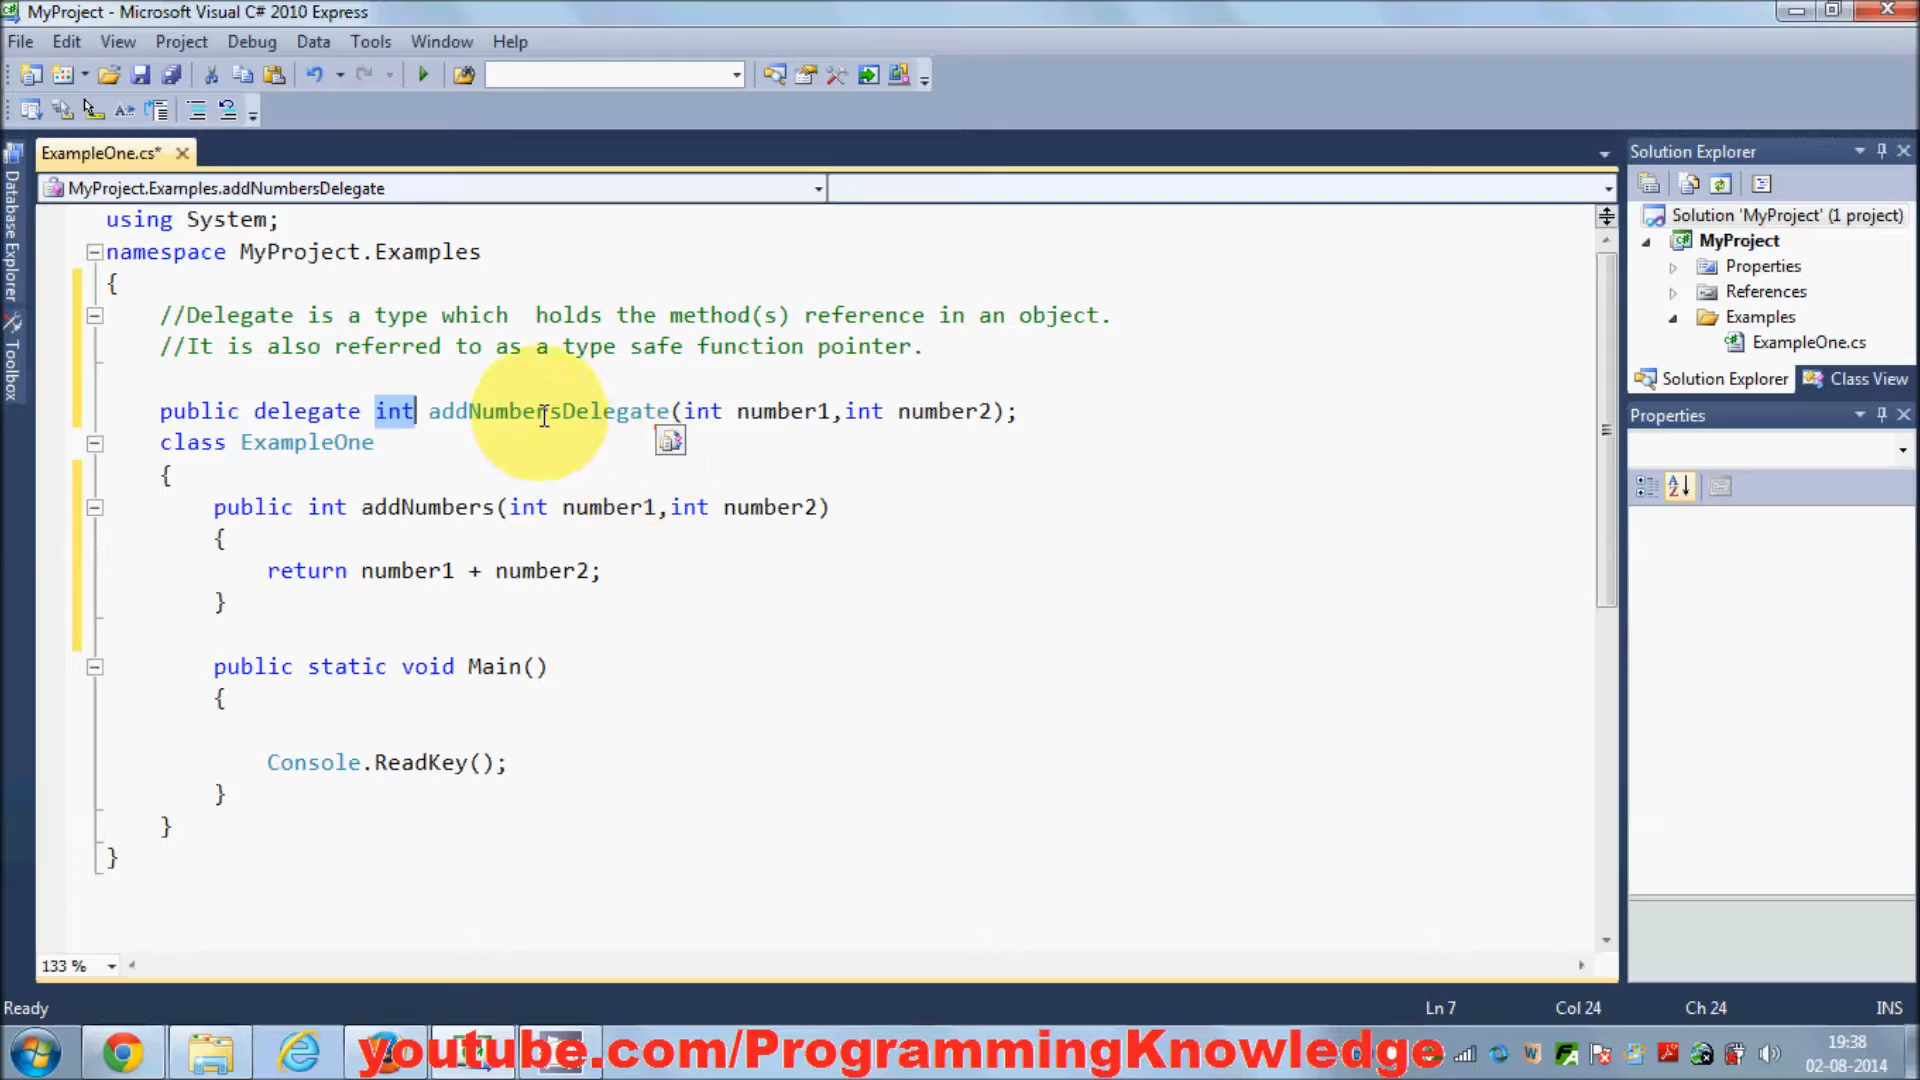 MyProject - Microsoft Visual C# 2010 Express
File Edit View Project Debug Data Tools Window Help
ExampleOne.cs*
MyProject.Examples.addNumbersDelegate
Database Explorer
Toolbox
using System;
namespace MyProject.Examples
{
//Delegate is a type which  holds the method(s) reference in an object.
//It is also referred to as a type safe function pointer.
public delegate int addNumbersDelegate(int number1,int number2);
class ExampleOne
{
public int addNumbers(int number1,int number2)
{
return number1 + number2;
}
public static void Main()
{
Console.ReadKey();
}
}
}
133 %
Solution Explorer
Solution 'MyProject' (1 project)
MyProject
Properties
References
Examples
ExampleOne.cs
Solution Explorer Class View
Properties
Ready Ln 7 Col 24 Ch 24 INS
youtube.com/ProgrammingKnowledge
19:38
02-08-2014